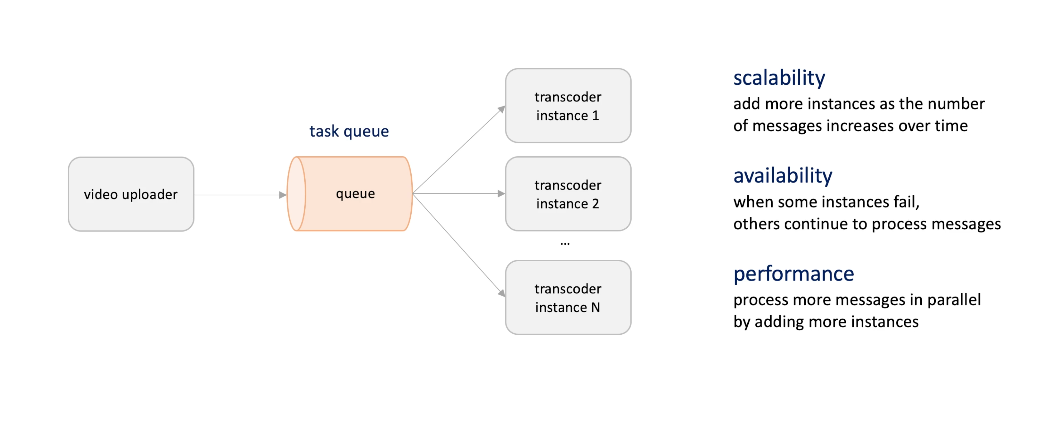 video uploader
task queue
queue
transcoder
instance 1
transcoder
instance 2
...
transcoder
instance N
scalability
add more instances as the number
of messages increases over time
availability
when some instances fail,
others continue to process messages
performance
process more messages in parallel
by adding more instances